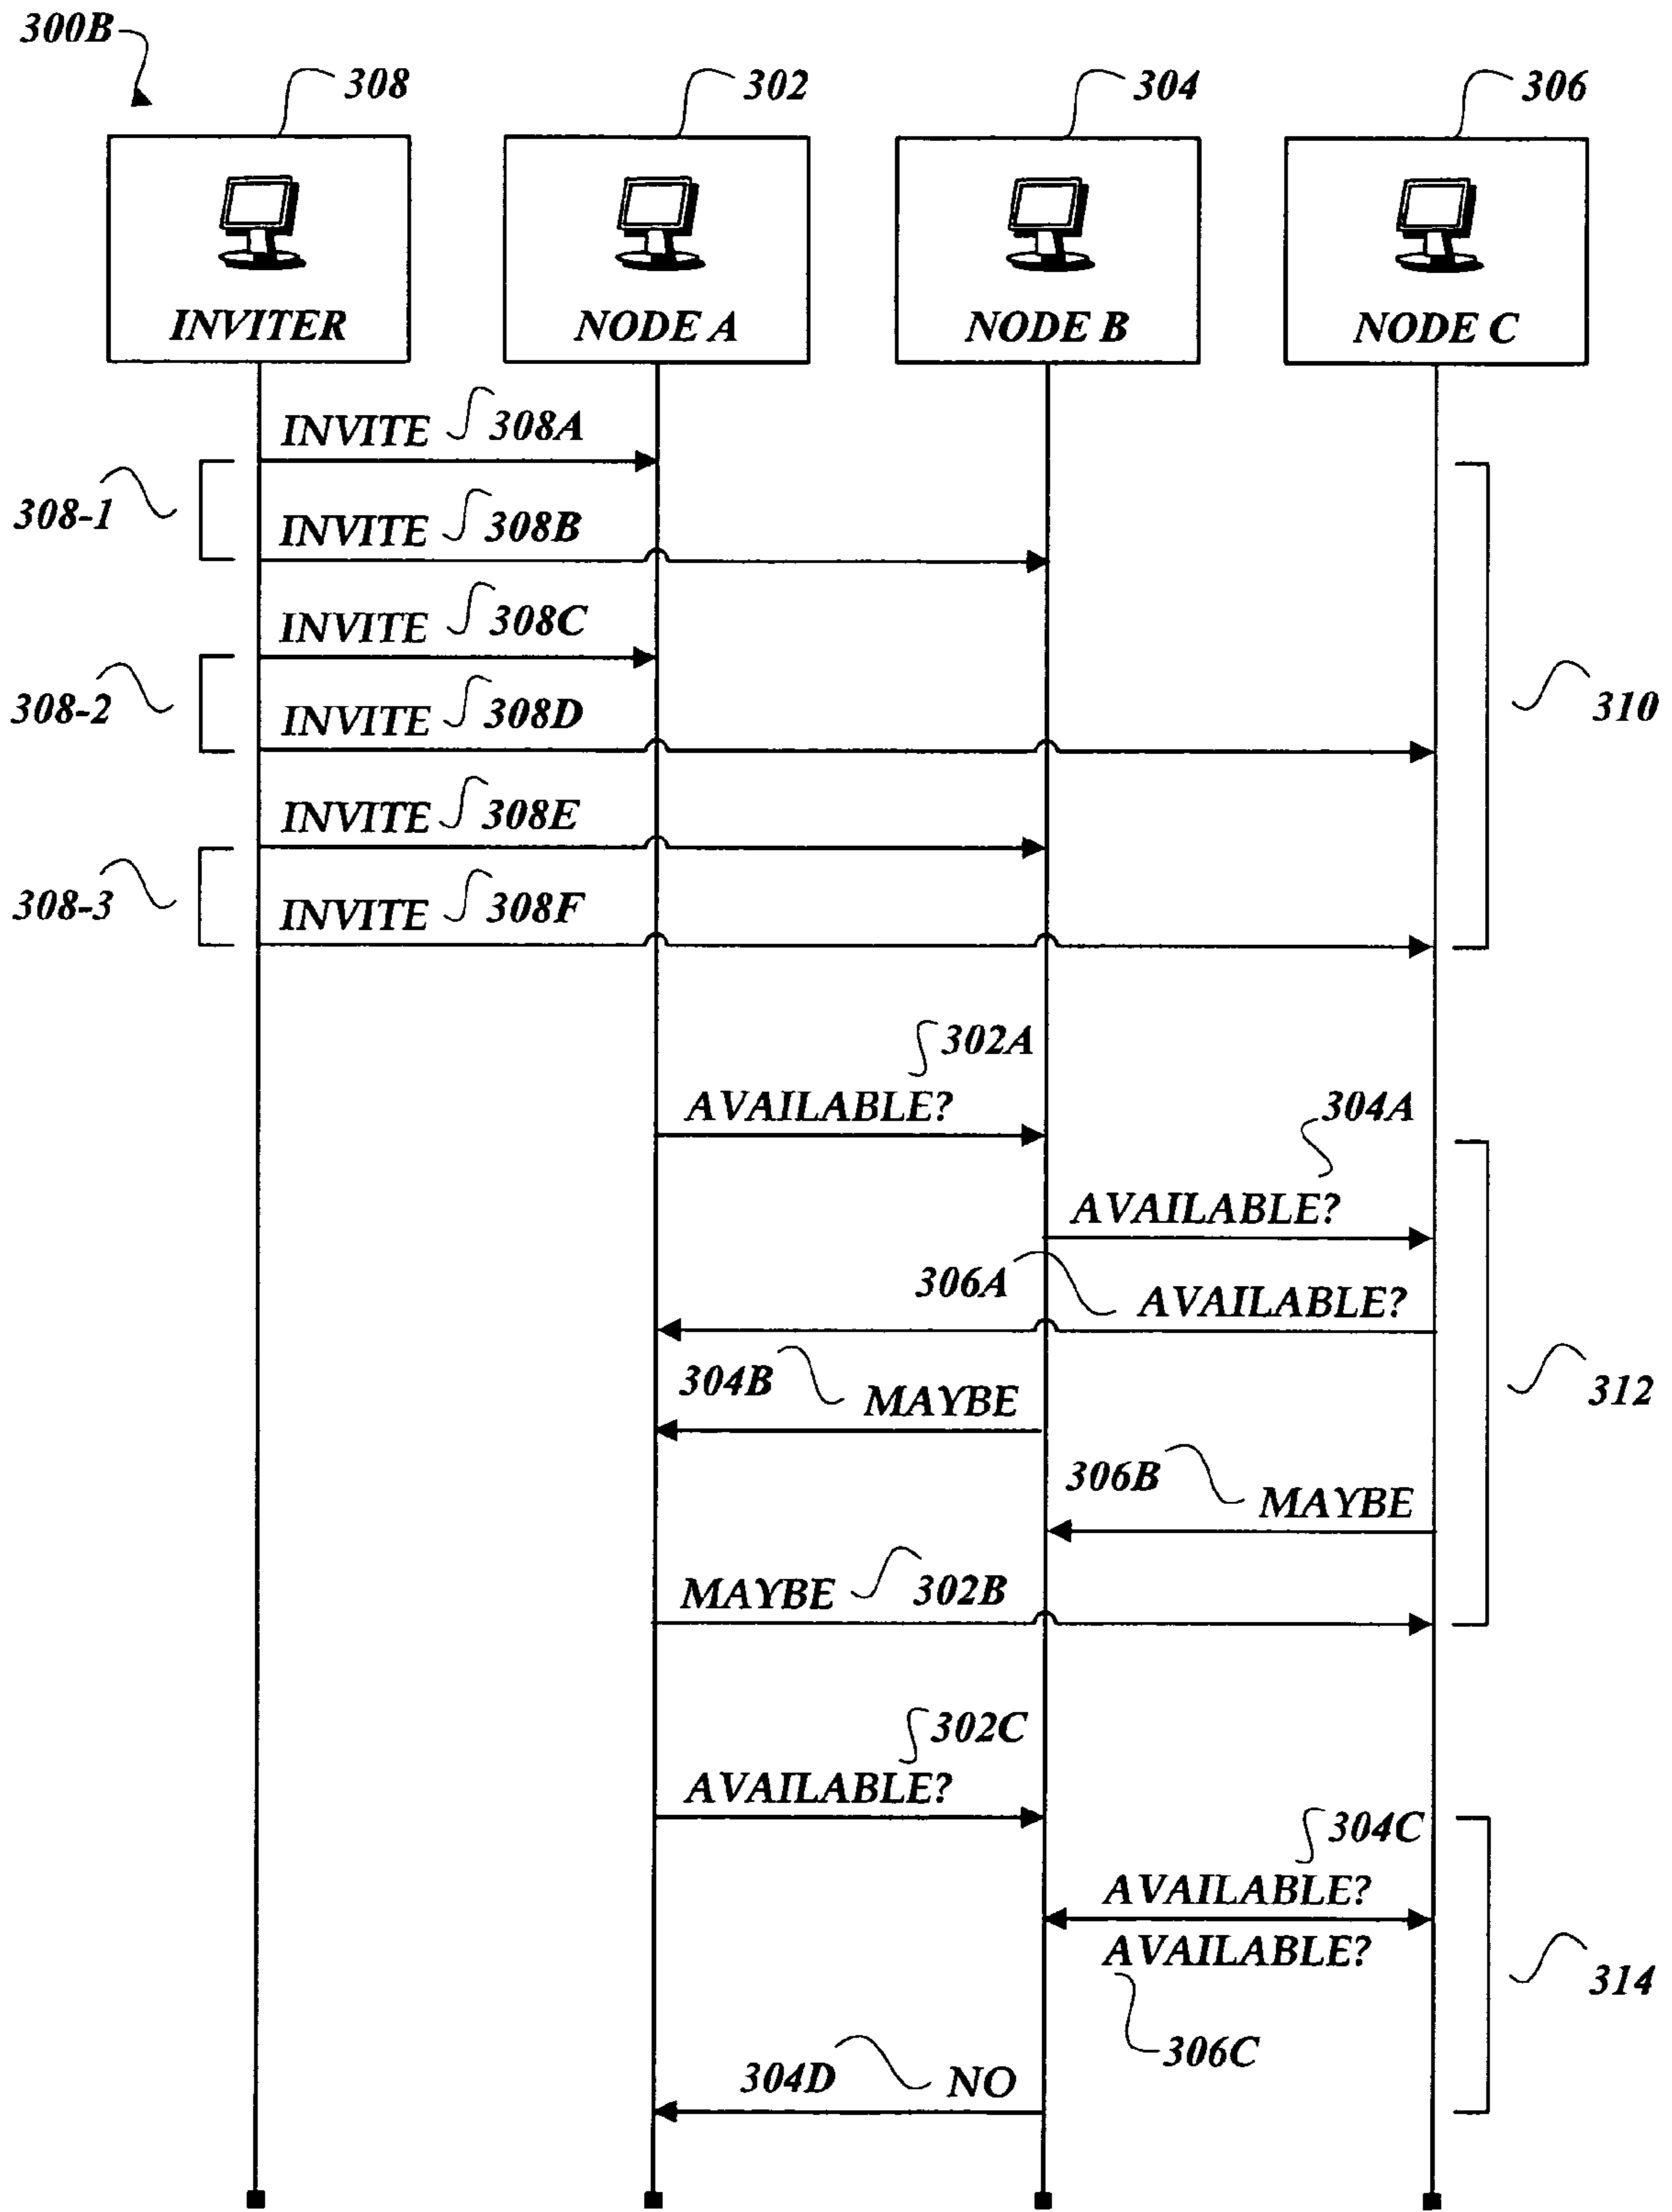 300B
308
302
304
306
INVITER
NODE A
NODE B
NODE C
INVITE 308A
308-1
INVITE 308B
INVITE 308C
308-2
INVITE 308D
310
INVITE 308E
308-3
INVITE 308F
302A
AVAILABLE?
304A
AVAILABLE?
306A
AVAILABLE?
304B
MAYBE
312
306B
MAYBE
MAYBE 302B
302C
AVAILABLE?
304C
AVAILABLE?
AVAILABLE?
314
306C
304D NO